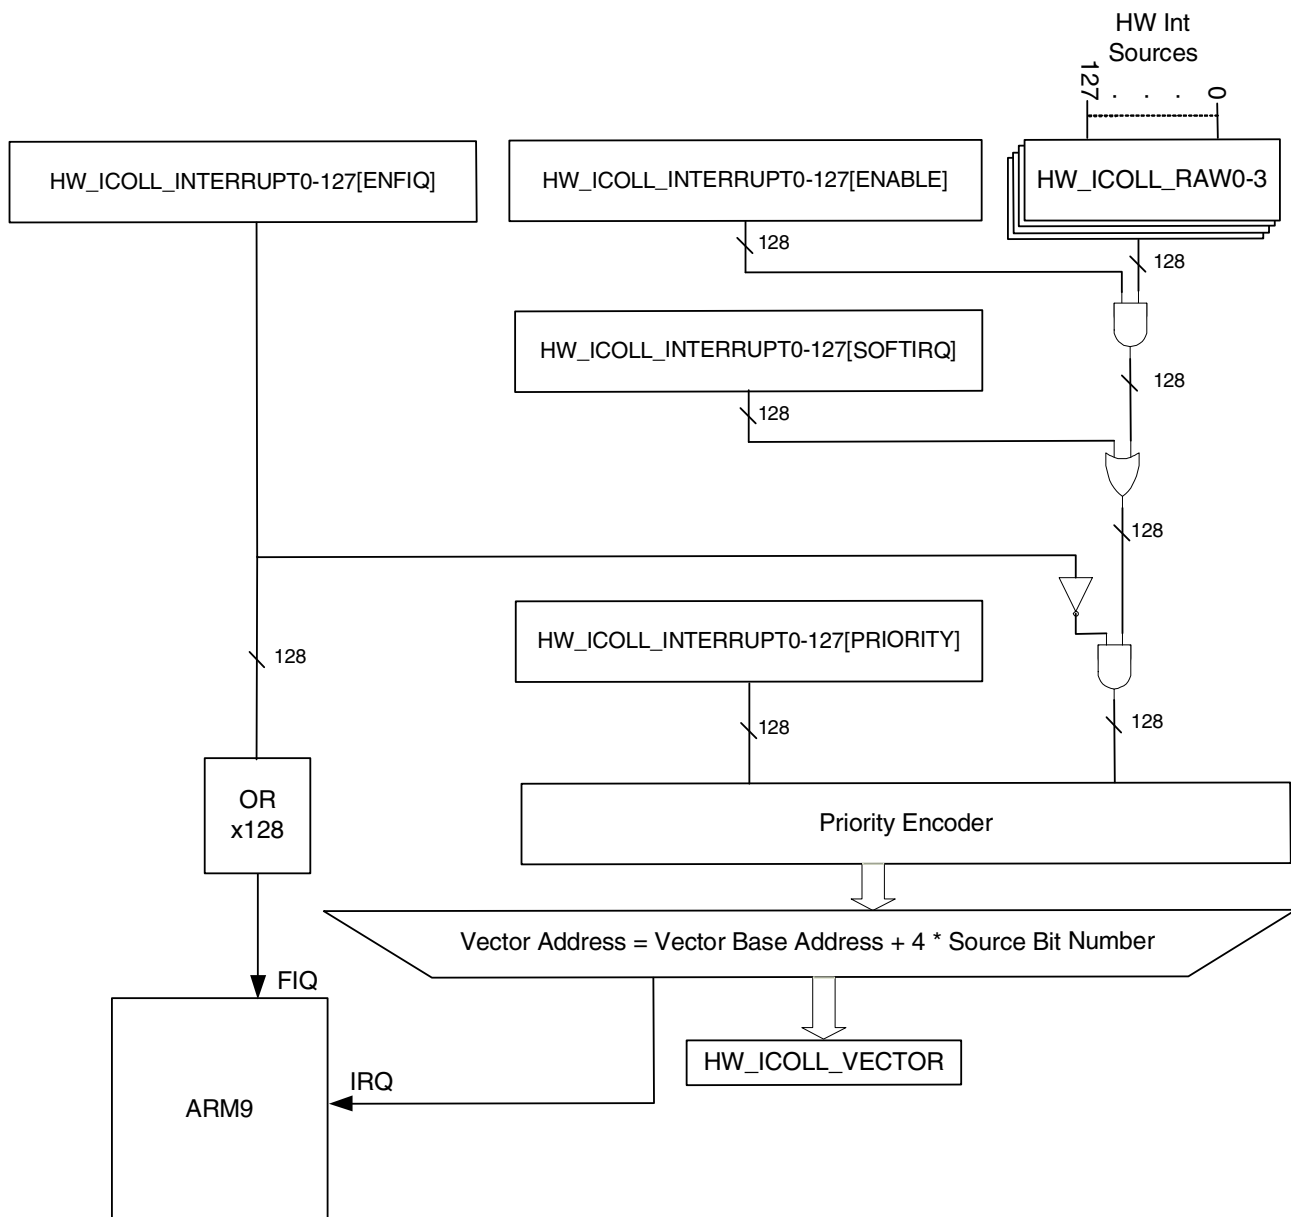 HW Int
Sources
127 . . . 0
HW_ICOLL_INTERRUPT0-127[ENFIQ]
HW_ICOLL_INTERRUPT0-127[ENABLE]
HW_ICOLL_RAW0-3
128
128
HW_ICOLL_INTERRUPT0-127[SOFTIRQ]
128
128
128
HW_ICOLL_INTERRUPT0-127[PRIORITY]
128
128
128
OR
x128
Priority Encoder
Vector Address = Vector Base Address + 4 * Source Bit Number
FIQ
HW_ICOLL_VECTOR
IRQ
ARM9